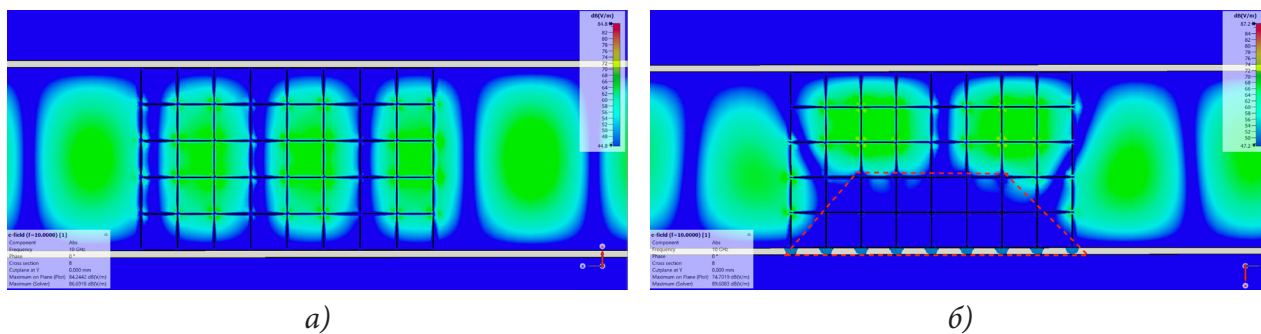 dB(V/m)
84.8
82
80
78
76
74
72
70
68
66
64
62
60
58
56
54
52
50
48
44.8
e-field (f=10.0000) [1]
Component Abs
Frequency 10 GHz
Phase 0°
Cross section B
Cutplane at Y 0.000 mm
Maximum on Plane (Plot) 84.2442 dB(V/m)
Maximum (Solver) 86.6918 dB(V/m)
а)
dB(V/m)
87.2
82
80
78
76
74
72
70
68
66
64
62
60
58
56
54
52
50
47.2
e-field (f=10.0000) [1]
Component Abs
Frequency 10 GHz
Phase 0°
Cross section B
Cutplane at Y 0.000 mm
Maximum on Plane (Plot) 74.7019 dB(V/m)
Maximum (Solver) 89.6083 dB(V/m)
б)